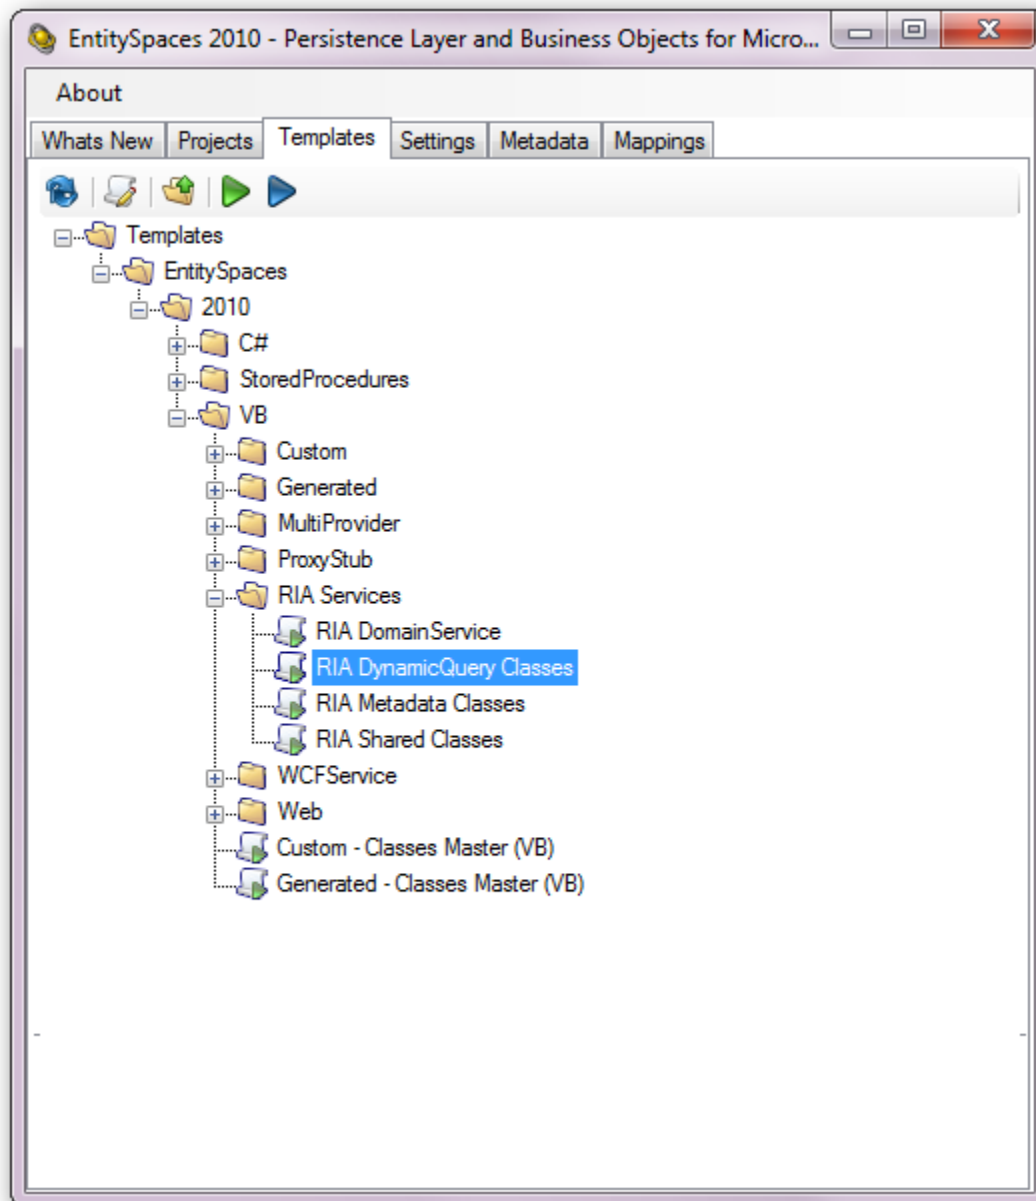 EntitySpaces 2010 - Persistence Layer and Business Objects for Micro...
About
Whats New Projects Templates Settings Metadata Mappings
Templates
EntitySpaces
2010
C#
StoredProcedures
VB
Custom
Generated
MultiProvider
ProxyStub
RIA Services
RIA DomainService
RIA DynamicQuery Classes
RIA Metadata Classes
RIA Shared Classes
WCFService
Web
Custom - Classes Master (VB)
Generated - Classes Master (VB)